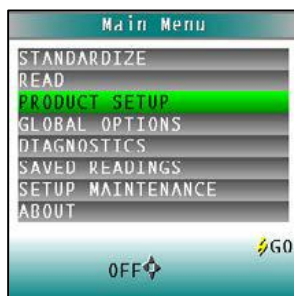 Main Menu
STANDARDIZE
READ
PRODUCT SETUP
GLOBAL OPTIONS
DIAGNOSTICS
SAVED READINGS
SETUP MAINTENANCE
ABOUT
GO
OFF